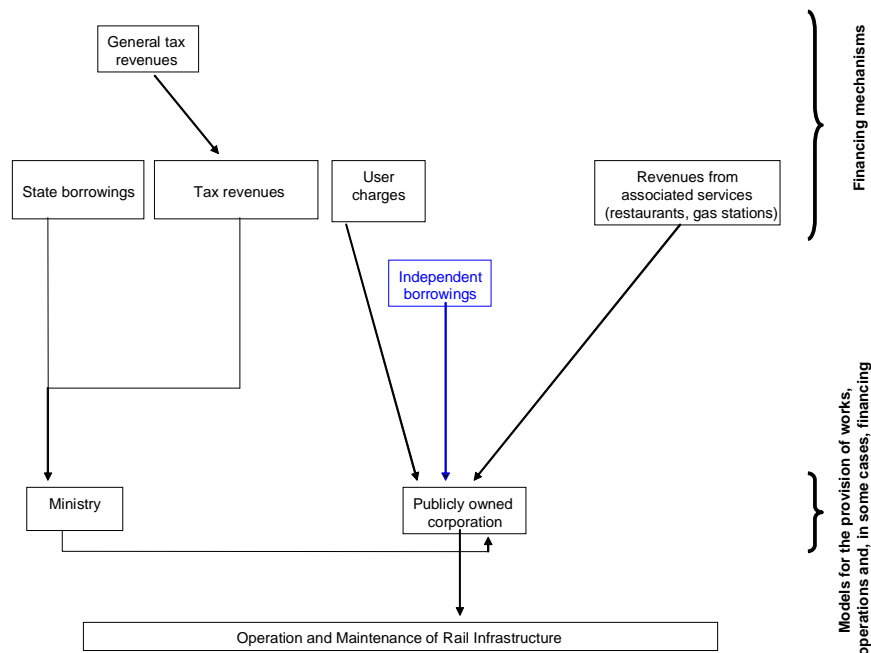 General tax
revenues
Financing mechanisms
State borrowings
Tax revenues
User
charges
Revenues from
associated services
(restaurants, gas stations)
Independent
borrowings
Models for the provision of works,
operations and, in some cases, financing
Ministry
Publicly owned
corporation
Operation and Maintenance of Rail Infrastructure